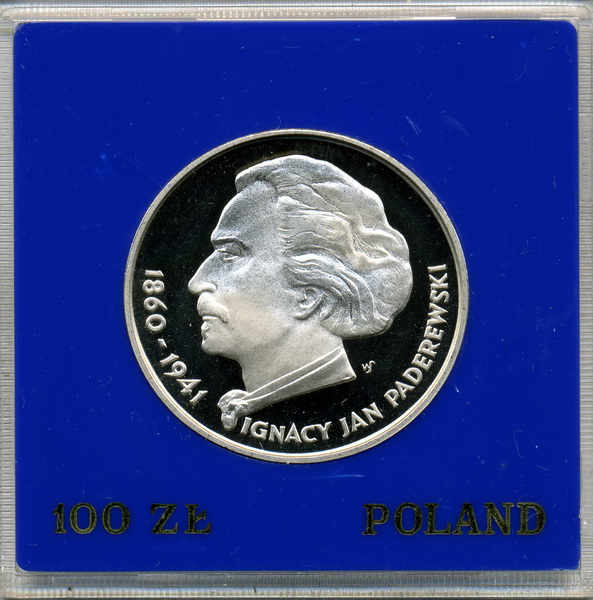 1860-1941
IGNACY JAN PADEREWSKI
100 ZŁ POLAND